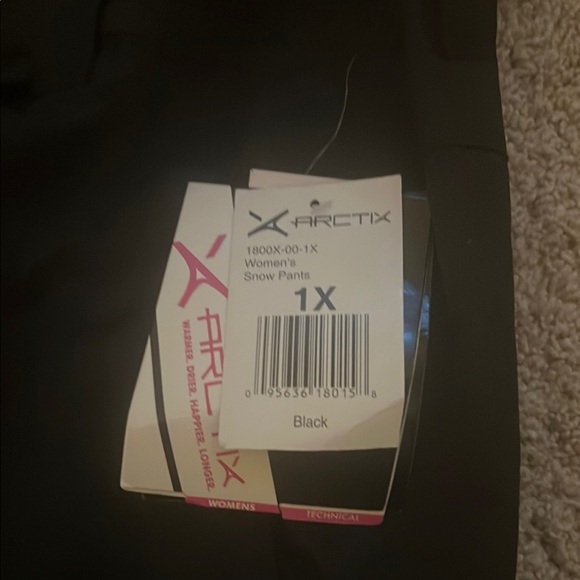 ARCTIX
1800X-00-1X
Women's
Snow Pants
1X
0 95636 18015 8
Black
ARCTIX
WARMER. DRIER. HAPPIER. LONGER.
WOMENS
TECHNICAL